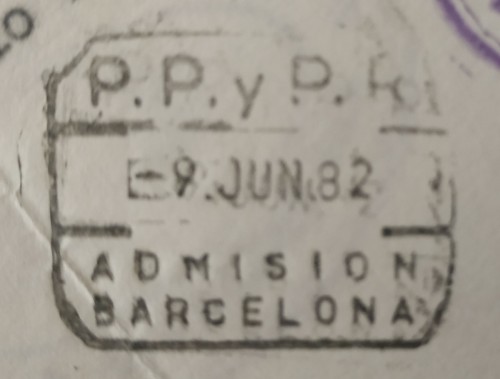 P.P. y P.
-9.JUN.82
ADMISION
BARCELONA